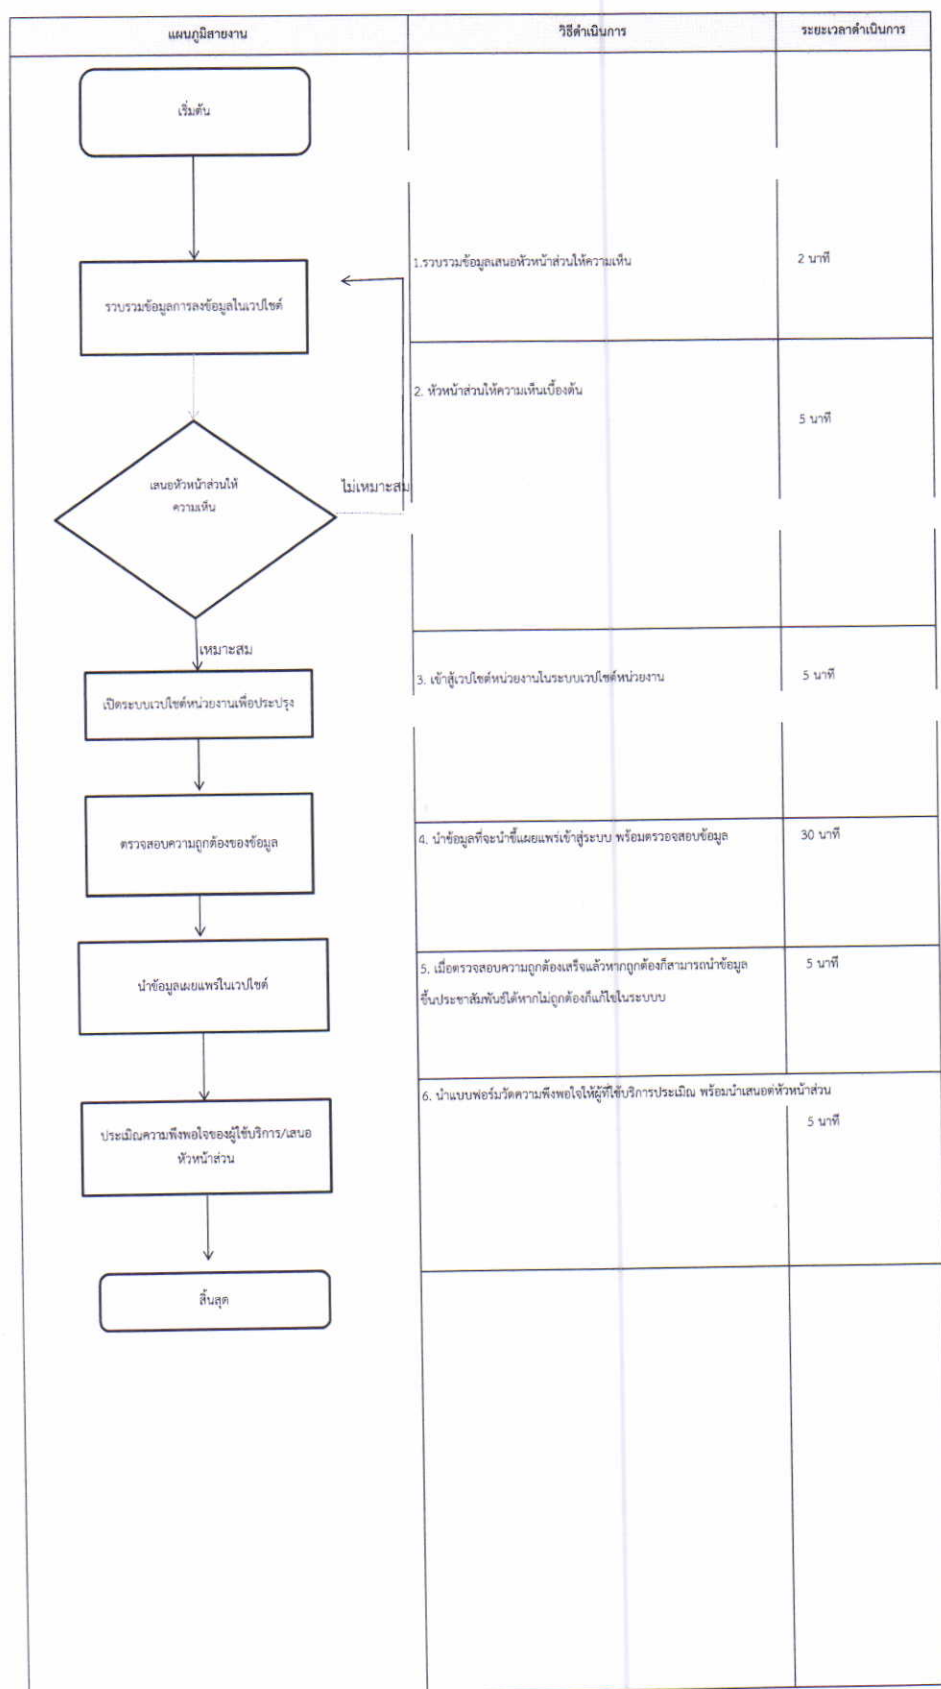 แผนภูมิสายงาน วิธีดำเนินการ ระยะเวลาดำเนินการ
เริ่มต้น
1.รวบรวมข้อมูลเสนอหัวหน้าส่วนให้ความเห็น 2 นาที
รวบรวมข้อมูลการลงข้อมูลในเวปไซต์
2. หัวหน้าส่วนให้ความเห็นเบื้องต้น
5 นาที
เสนอหัวหน้าส่วนให้
ความเห็น
ไม่เหมาะสม
เหมาะสม
3. เข้าสู้เวปไซต์หน่วยงานในระบบเวปไซต์หน่วยงาน 5 นาที
เปิดระบบเวปไซต์หน่วยงานเพื่อประปรุง
4. นำข้อมูลที่จะนำขึ้แผยแพร่เข้าสู่ระบบ พร้อมตรวอจสอบข้อมูล 30 นาที
ตรวจสอบความถูกต้องของข้อมูล
5. เมื่อตรวจสอบความถูกต้องเสร็จแล้วหากถูกต้องก็สามารถนำข้อมูล 5 นาที
ขึ้นประชาสัมพันธ์ได้หากไม่ถูกต้องก็แก้ไขในระบบบ
นำข้อมูลเผยแพร่ในเวปไซต์
6. นำแบบฟอร์มวัดความพึงพอใจให้ผู้ที่ใช้บริการประเมิณ พร้อมนำเสนอต่หัวหน้าส่วน
5 นาที
ประเมิณความพึงพอใจของผู้ใช้บริการ/เสนอ
หัวหน้าส่วน
สิ้นสุด